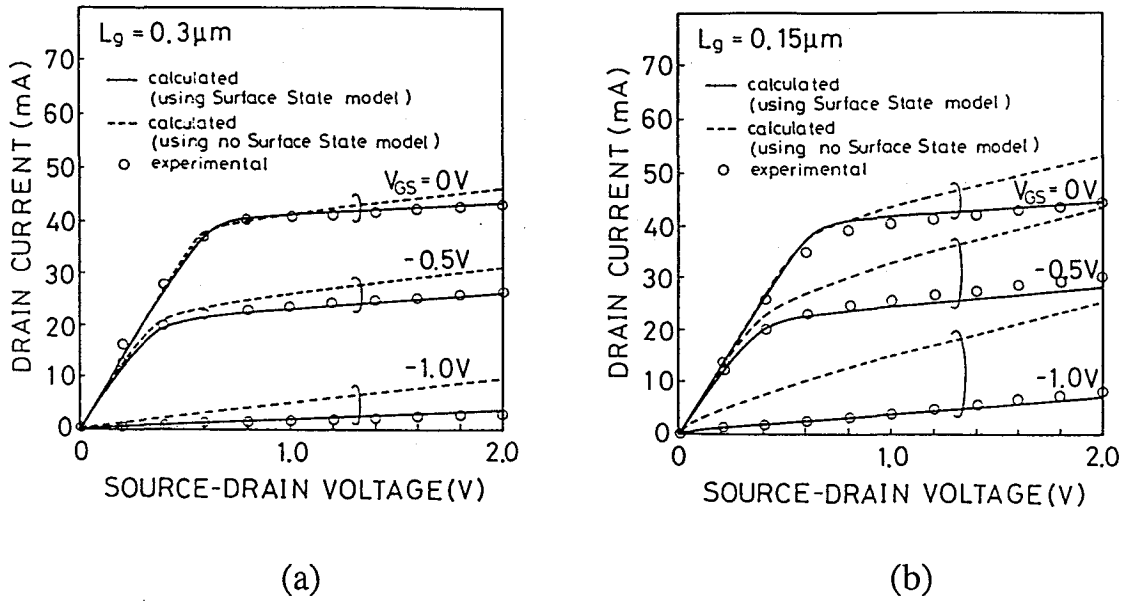 Lg = 0.3μm
calculated
(using Surface State model)
calculated
(using no Surface State model)
experimental
VGS = 0V
-0.5V
-1.0V
70
60
50
40
30
20
10
0
DRAIN CURRENT (mA)
0
1.0
2.0
SOURCE-DRAIN VOLTAGE(V)
(a)
Lg = 0.15μm
calculated
(using Surface State model)
calculated
(using no Surface State model)
experimental
VGS = 0V
-0.5V
-1.0V
70
60
50
40
30
20
10
0
DRAIN CURRENT (mA)
0
1.0
2.0
SOURCE-DRAIN VOLTAGE(V)
(b)